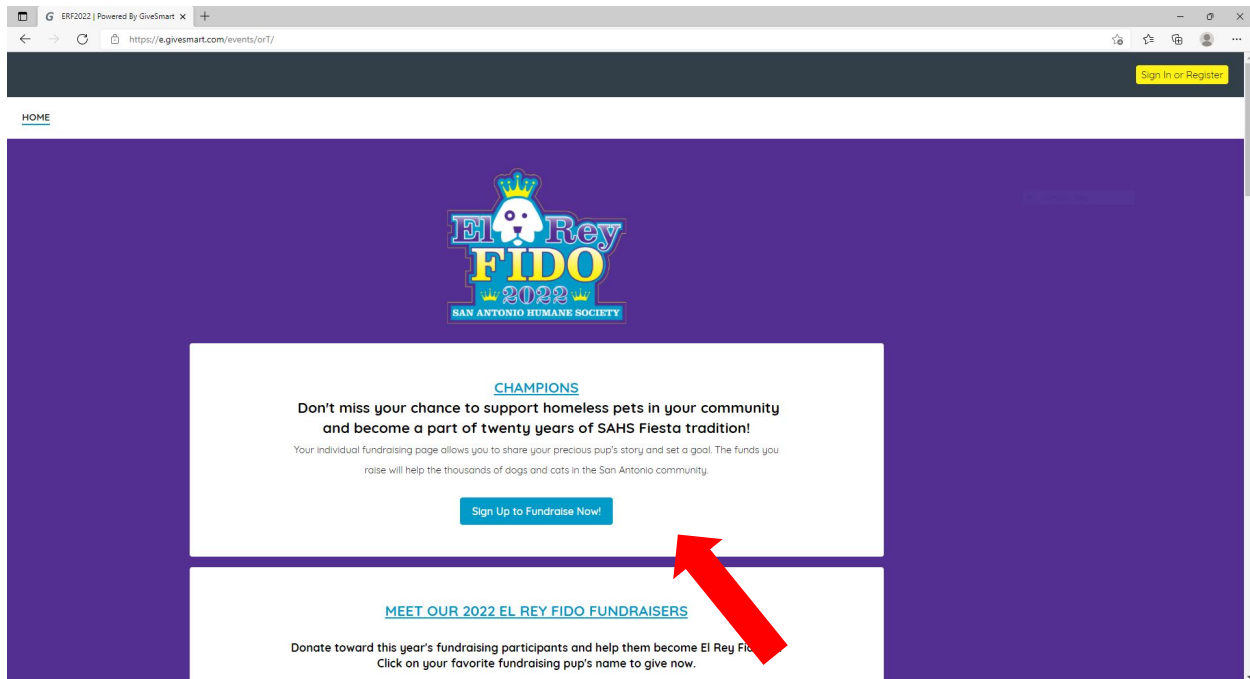 G ERF2022 | Powered By GiveSmart
https://e.givesmart.com/events/orT/
Sign In or Register
HOME
El Rey
FIDO
2022
SAN ANTONIO HUMANE SOCIETY
CHAMPIONS
Don't miss your chance to support homeless pets in your community
and become a part of twenty years of SAHS Fiesta tradition!
Your individual fundraising page allows you to share your precious pup's story and set a goal. The funds you
raise will help the thousands of dogs and cats in the San Antonio community.
Sign Up to Fundraise Now!
MEET OUR 2022 EL REY FIDO FUNDRAISERS
Donate toward this year's fundraising participants and help them become El Rey
Click on your favorite fundraising pup's name to give now.